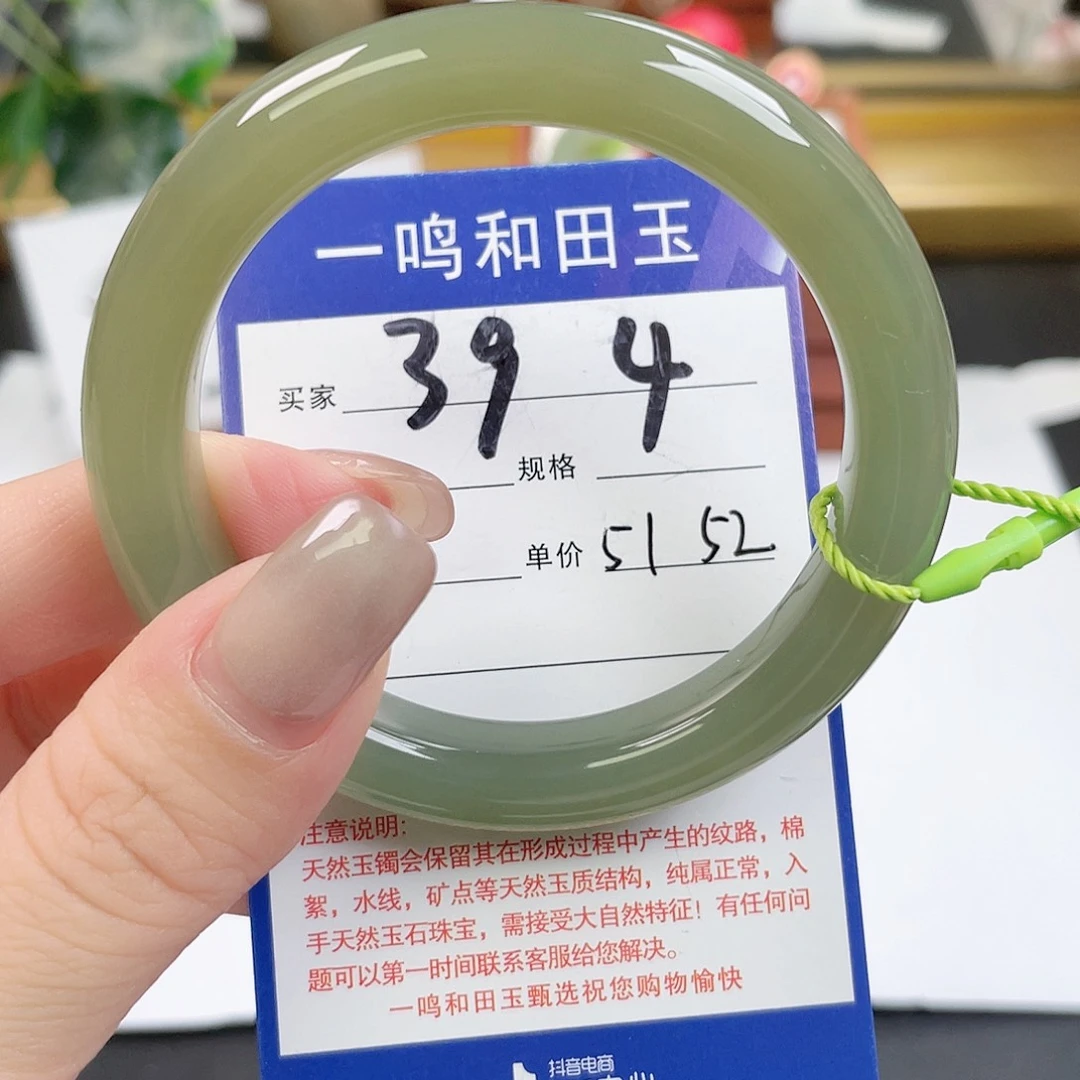 一鸣和田玉
买家 39 4
规格
单价 51 52
注意说明:
天然玉镯会保留其在形成过程中产生的纹路，棉
絮，水线，矿点等天然玉质结构，纯属正常，入
手天然玉石珠宝，需接受大自然特征！有任何问
题可以第一时间联系客服给您解决。
一鸣和田玉甄选祝您购物愉快
抖音电商